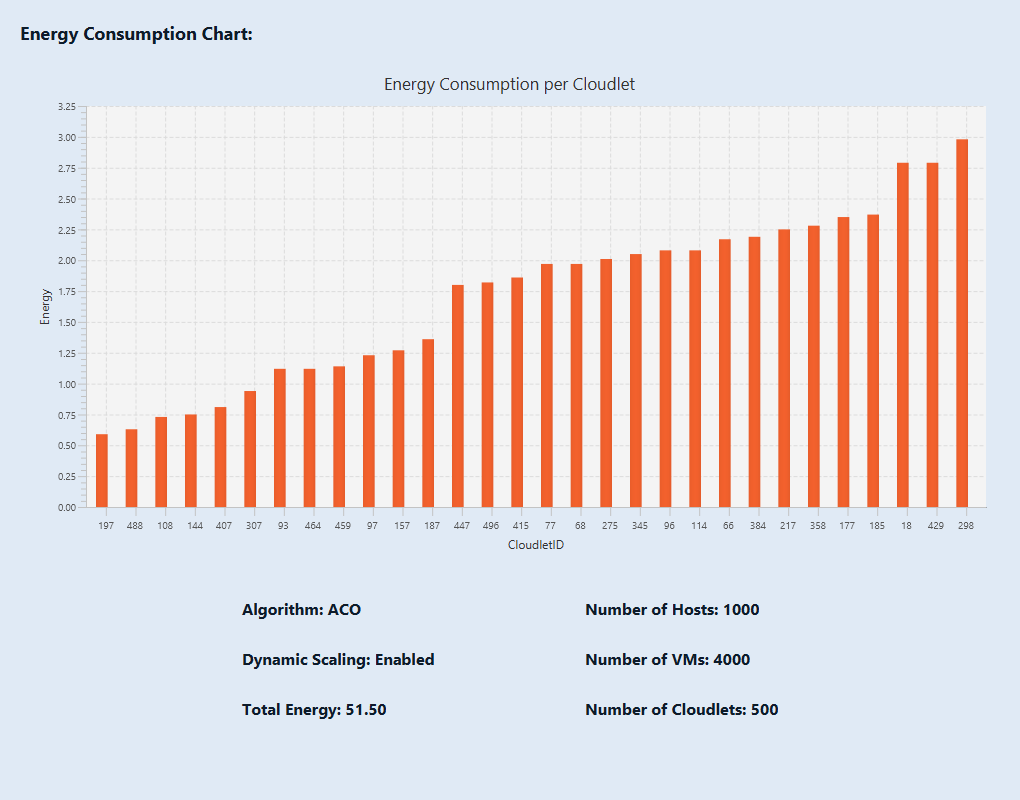 Energy Consumption Chart:
Energy Consumption per Cloudlet
3.25
3.00
2.75
2.50
2.25
2.00
1.75
1.50
1.25
1.00
0.75
0.50
0.25
0.00
Energy
197 488 108 144 407 307 93 464 459 97 157 187 447 496 415 77 68 275 345 96 114 66 384 217 358 177 185 18 429 298
CloudletID
Algorithm: ACO Number of Hosts: 1000
Dynamic Scaling: Enabled Number of VMs: 4000
Total Energy: 51.50 Number of Cloudlets: 500